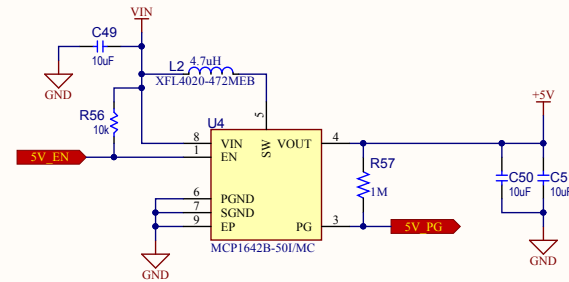 VIN
C49
10uF
GND
L2 4.7uH
XFL4020-472MEB
R56
10k
5
U4
8 VIN SW VOUT 4
5V_EN 1 EN
+5V
R57
1M
C50
10uF
10uF
6 PGND
7 SGND
9 EP PG 3
5V_PG
MCP1642B-50I/MC
GND
GND